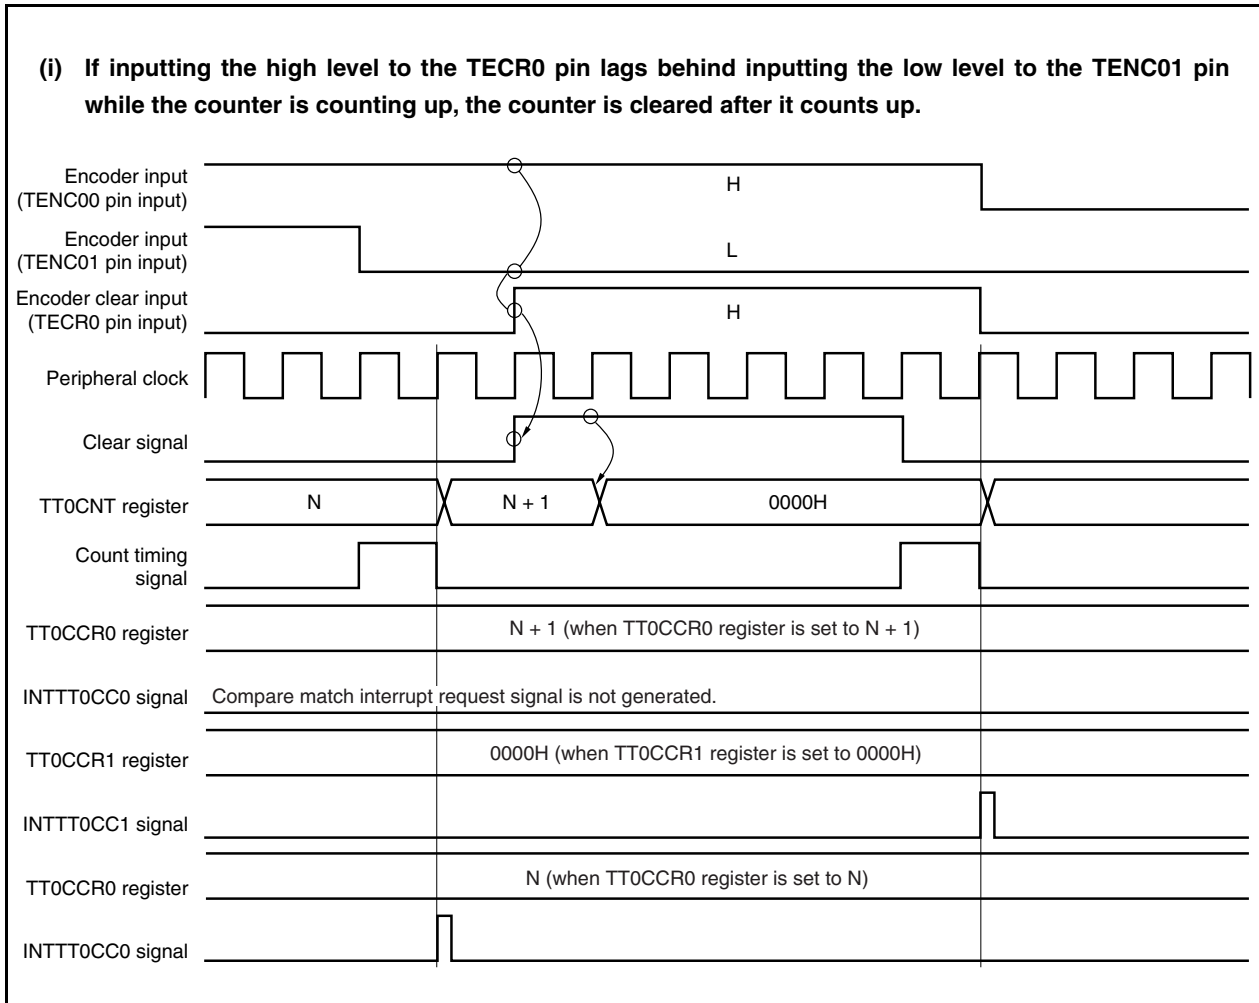 (i) If inputting the high level to the TECR0 pin lags behind inputting the low level to the TENC01 pin
while the counter is counting up, the counter is cleared after it counts up.
Encoder input
(TENC00 pin input)
H
Encoder input
(TENC01 pin input)
L
Encoder clear input
(TECR0 pin input)
H
Peripheral clock
Clear signal
TT0CNT register
N
N + 1
0000H
Count timing
signal
TT0CCR0 register
N + 1 (when TT0CCR0 register is set to N + 1)
INTTT0CC0 signal
Compare match interrupt request signal is not generated.
TT0CCR1 register
0000H (when TT0CCR1 register is set to 0000H)
INTTT0CC1 signal
TT0CCR0 register
N (when TT0CCR0 register is set to N)
INTTT0CC0 signal